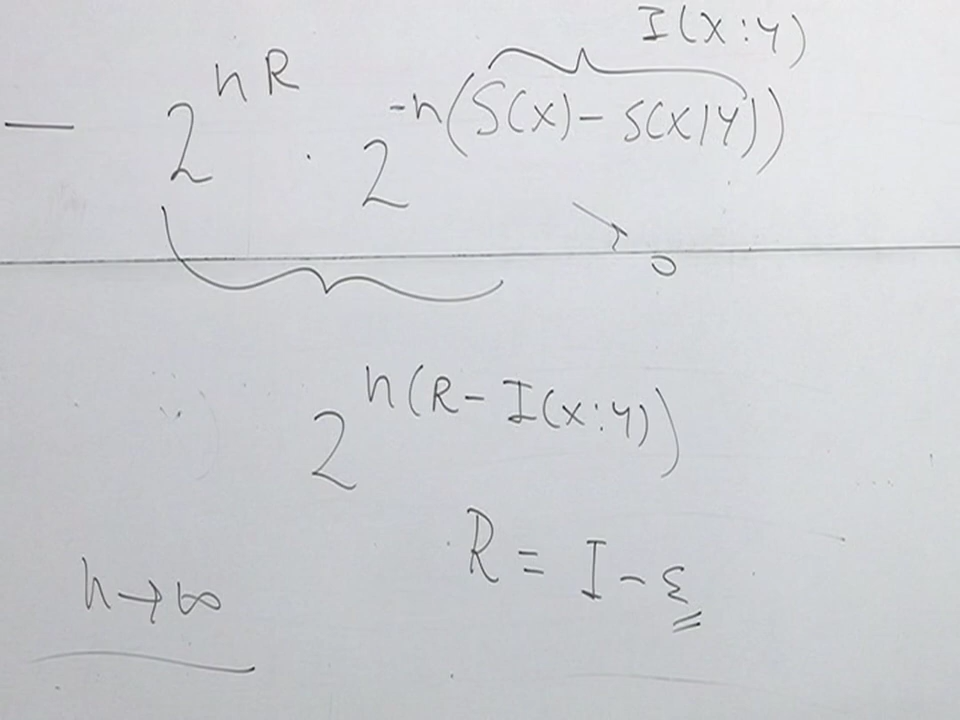 I(X:Y)
— 2^{nR} · 2^{-n(S(X) - S(X|Y))}
↘ 0
2^{n(R - I(X:Y))}
R = I - ε
n → ∞